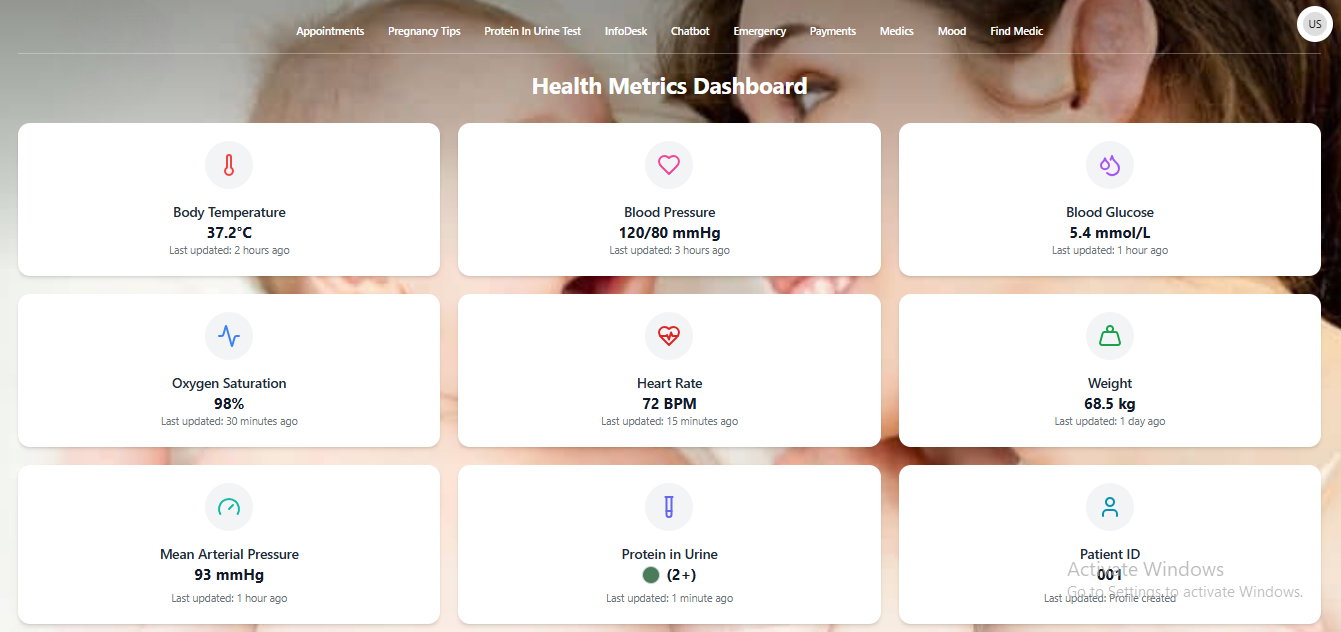 Appointments Pregnancy Tips Protein In Urine Test InfoDesk Chatbot Emergency Payments Medics Mood Find Medic
US
Health Metrics Dashboard
Body Temperature
37.2°C
Last updated: 2 hours ago
Blood Pressure
120/80 mmHg
Last updated: 3 hours ago
Blood Glucose
5.4 mmol/L
Last updated: 1 hour ago
Oxygen Saturation
98%
Last updated: 30 minutes ago
Heart Rate
72 BPM
Last updated: 15 minutes ago
Weight
68.5 kg
Last updated: 1 day ago
Mean Arterial Pressure
93 mmHg
Last updated: 1 hour ago
Protein in Urine
(2+)
Last updated: 1 minute ago
Patient ID
001
Last updated: Profile created
Activate Windows
Go to Settings to activate Windows.